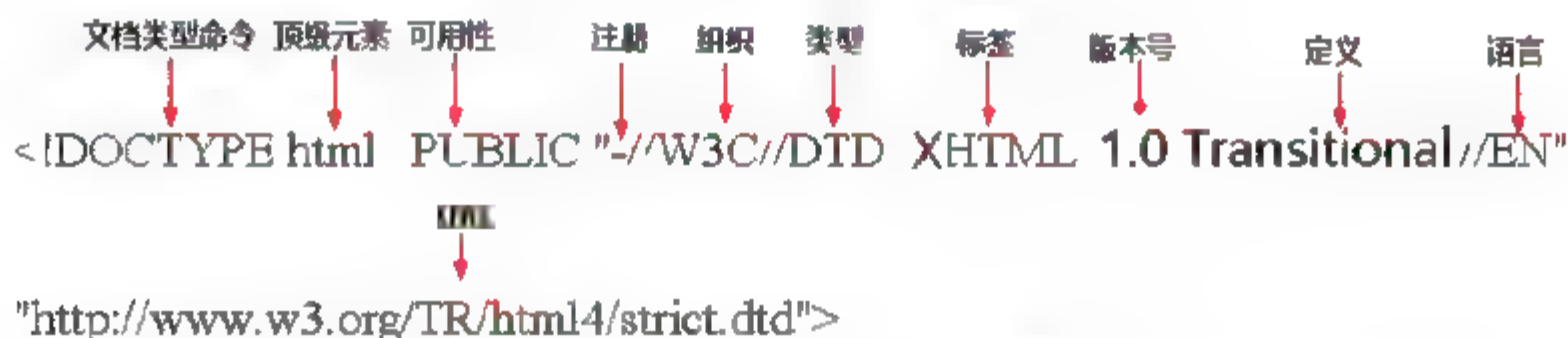 文档类型命令 顶级元素 可用性 注册 组织 类型 标签 版本号 定义 语言
<!DOCTYPE html PUBLIC "-//W3C//DTD XHTML 1.0 Transitional//EN"
"http://www.w3.org/TR/html4/strict.dtd">